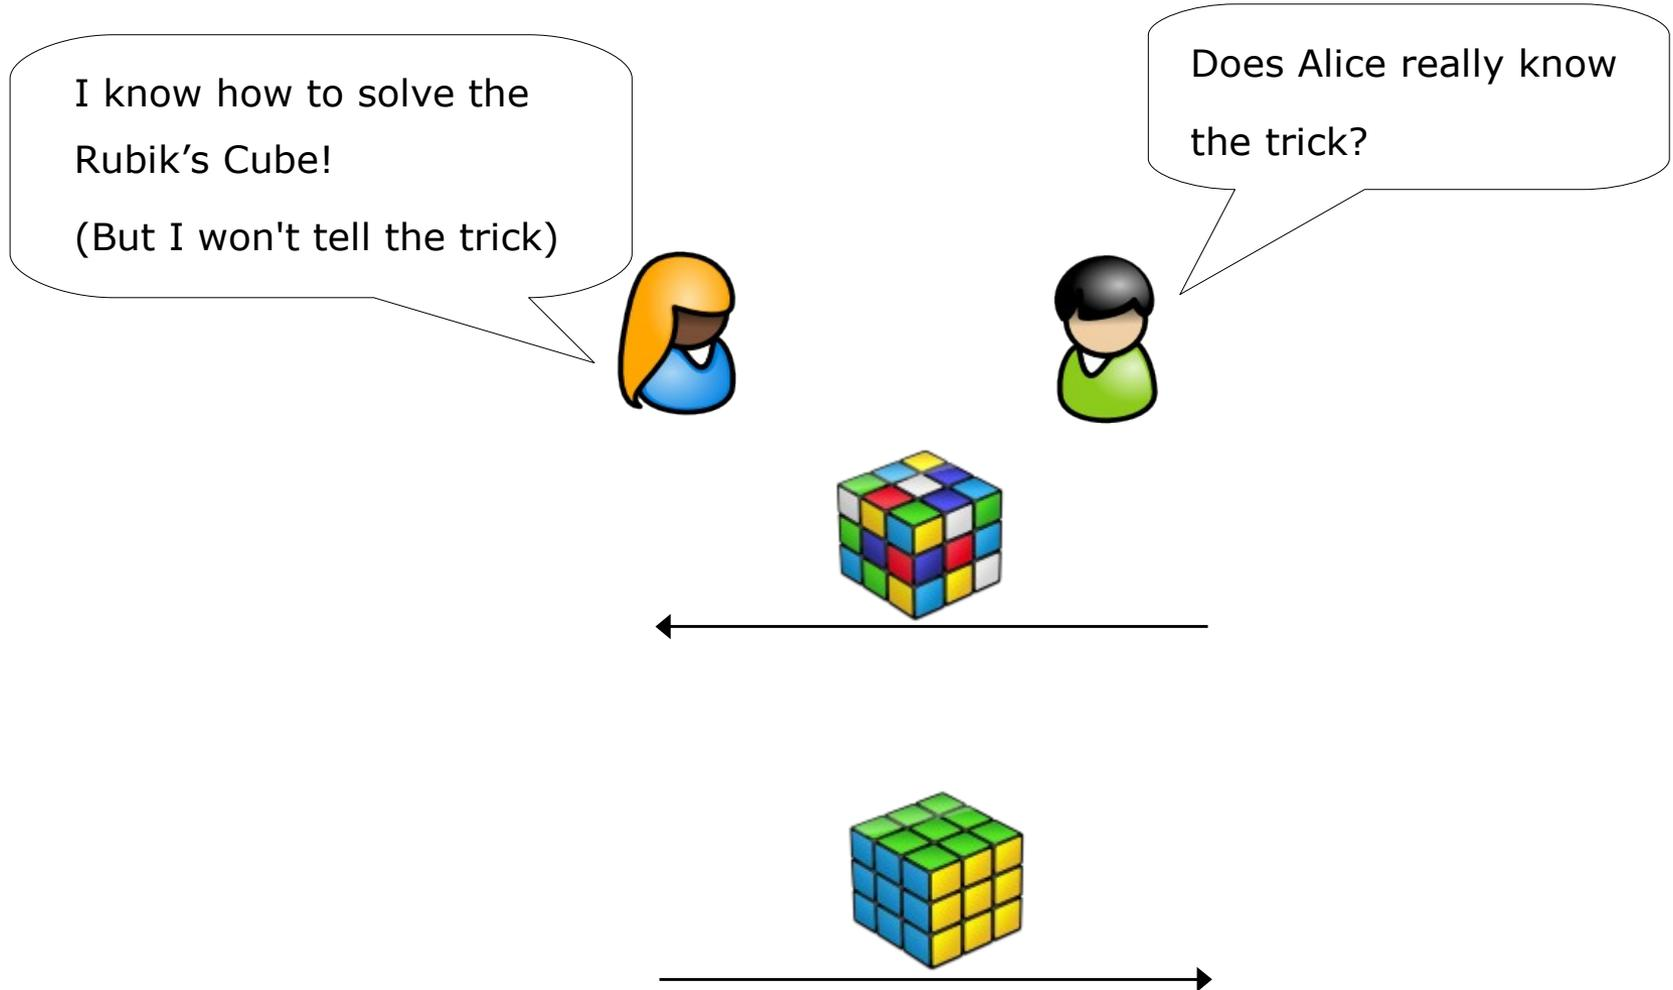 I know how to solve the
Rubik’s Cube!
(But I won't tell the trick)
Does Alice really know
the trick?